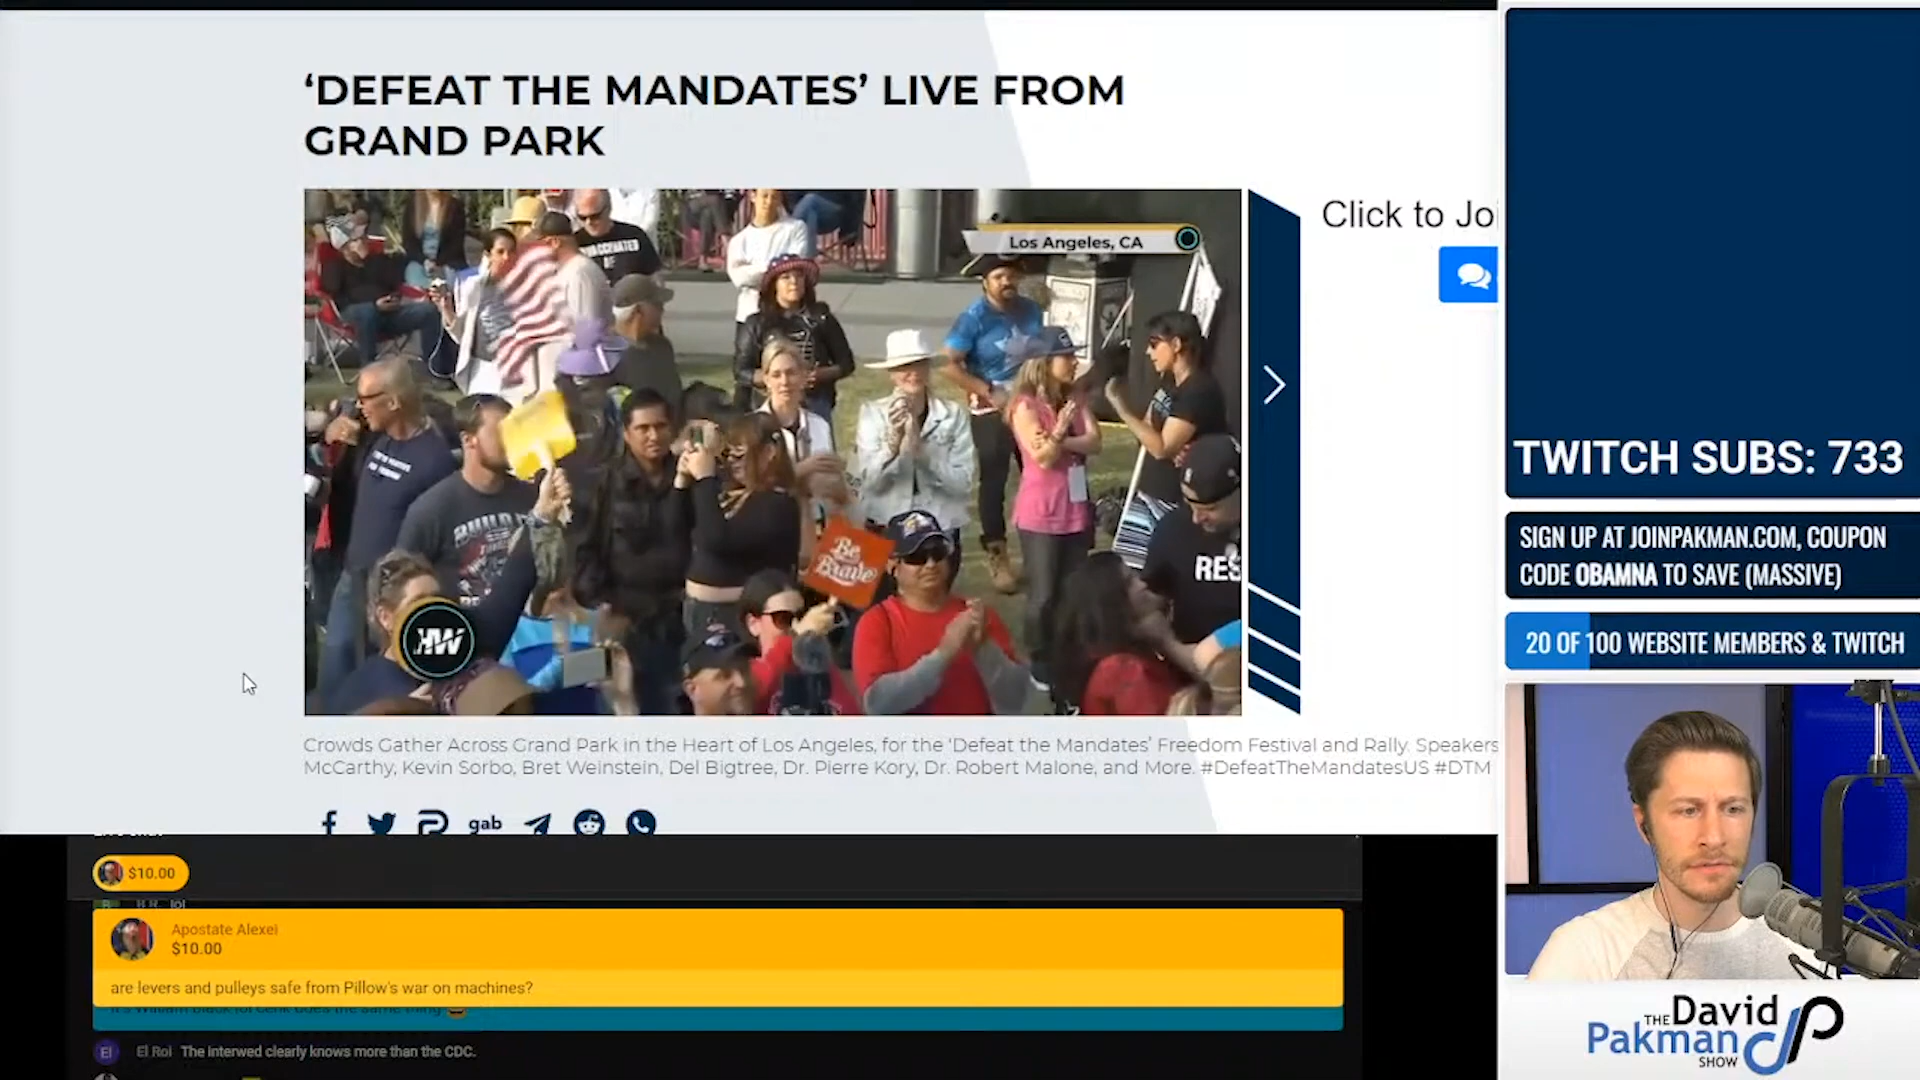 ‘DEFEAT THE MANDATES’ LIVE FROM
GRAND PARK
Los Angeles, CA
Be
Brave
RES
HW
Click to Joi
Crowds Gather Across Grand Park in the Heart of Los Angeles, for the ‘Defeat the Mandates’ Freedom Festival and Rally. Speakers
McCarthy, Kevin Sorbo, Bret Weinstein, Del Bigtree, Dr. Pierre Kory, Dr. Robert Malone, and More. #DefeatTheMandatesUS #DTM
gab
$10.00
B.R. lol
Apostate Alexei
$10.00
are levers and pulleys safe from Pillow's war on machines?
El Roi The interwed clearly knows more than the CDC.
TWITCH SUBS: 733
SIGN UP AT JOINPAKMAN.COM, COUPON
CODE OBAMNA TO SAVE (MASSIVE)
20 OF 100 WEBSITE MEMBERS & TWITCH
THE David
Pakman
SHOW